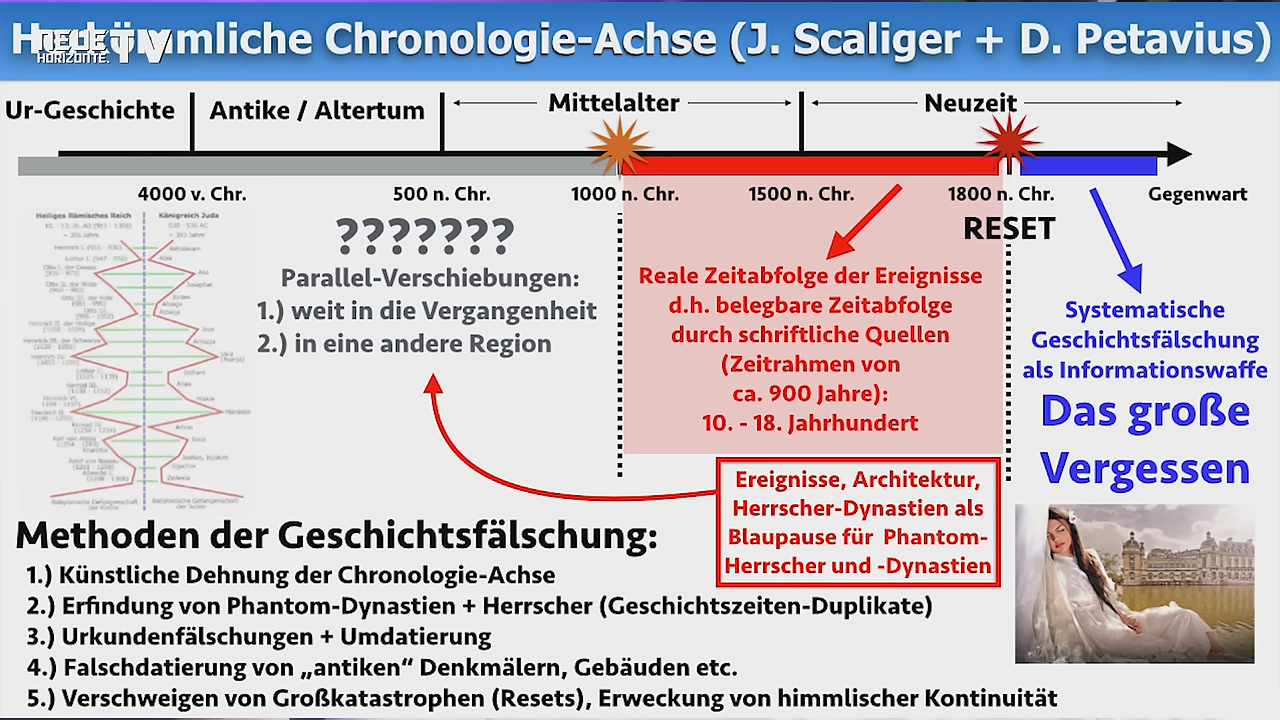 Herkömmliche Chronologie-Achse (J. Scaliger + D. Petavius)
NEUE HORIZONTE. TV
Ur-Geschichte
Antike / Altertum
Mittelalter
Neuzeit
4000 v. Chr.
500 n. Chr.
1000 n. Chr.
1500 n. Chr.
1800 n. Chr.
Gegenwart
RESET
Heiliges Römisches Reich
Königreich Juda
???????
Parallel-Verschiebungen:
1.) weit in die Vergangenheit
2.) in eine andere Region
Reale Zeitabfolge der Ereignisse
d.h. belegbare Zeitabfolge
durch schriftliche Quellen
(Zeitrahmen von
ca. 900 Jahre):
10. - 18. Jahrhundert
Systematische
Geschichtsfälschung
als Informationswaffe
Das große
Vergessen
Ereignisse, Architektur,
Herrscher-Dynastien als
Blaupause für Phantom-
Herrscher und -Dynastien
Methoden der Geschichtsfälschung:
1.) Künstliche Dehnung der Chronologie-Achse
2.) Erfindung von Phantom-Dynastien + Herrscher (Geschichtszeiten-Duplikate)
3.) Urkundenfälschungen + Umdatierung
4.) Falschdatierung von „antiken“ Denkmälern, Gebäuden etc.
5.) Verschweigen von Großkatastrophen (Resets), Erweckung von himmlischer Kontinuität